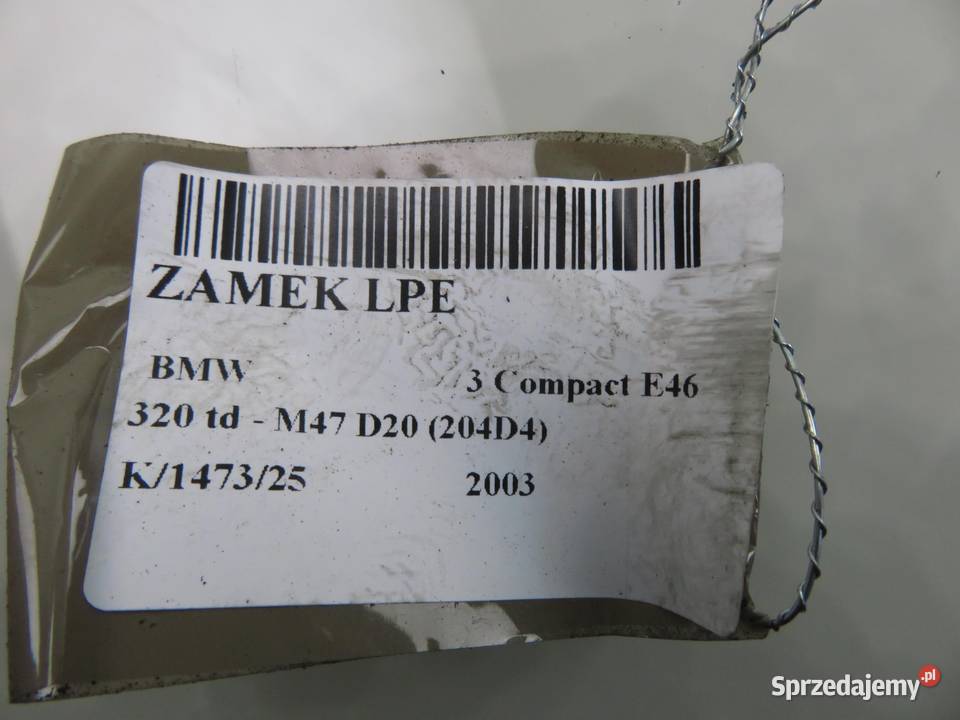 ZAMEK LPE
BMW 3 Compact E46
320 td - M47 D20 (204D4)
K/1473/25 2003
Sprzedajemy.pl